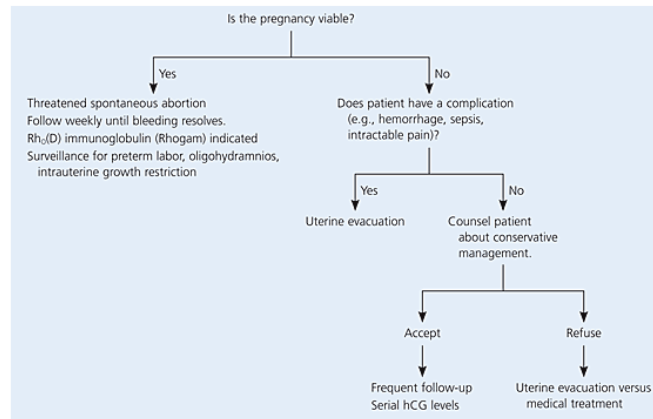 Is the pregnancy viable?
Yes
No
Threatened spontaneous abortion
Follow weekly until bleeding resolves.
Rh₀(D) immunoglobulin (Rhogam) indicated
Surveillance for preterm labor, oligohydramnios,
intrauterine growth restriction
Does patient have a complication
(e.g., hemorrhage, sepsis,
intractable pain)?
Yes
No
Uterine evacuation
Counsel patient
about conservative
management.
Accept
Refuse
Frequent follow-up
Serial hCG levels
Uterine evacuation versus
medical treatment